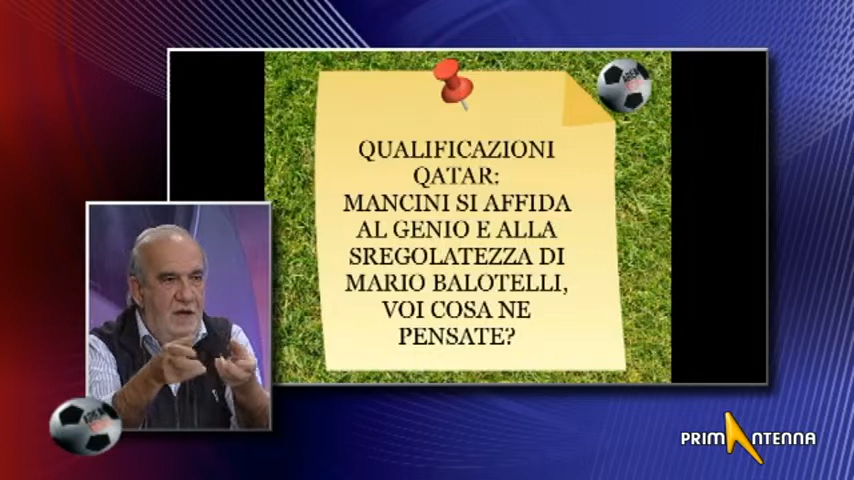 QUALIFICAZIONI
QATAR:
MANCINI SI AFFIDA
AL GENIO E ALLA
SREGOLATEZZA DI
MARIO BALOTELLI,
VOI COSA NE
PENSATE?
PRIMANTENNA